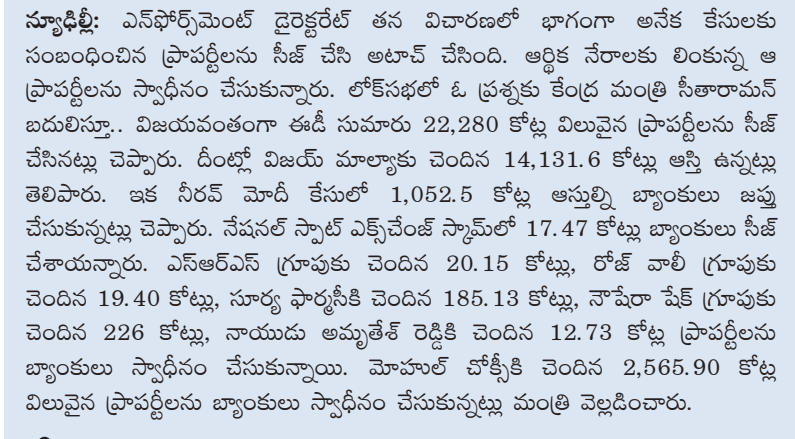 న్యూఢిల్లీ: ఎన్‌ఫోర్స్‌మెంట్ డైరెక్టరేట్ తన విచారణలో భాగంగా అనేక కేసులకు
సంబంధించిన ప్రాపర్టీలను సీజ్ చేసి అటాచ్ చేసింది. ఆర్థిక నేరాలకు లింకున్న ఆ
ప్రాపర్టీలను స్వాధీనం చేసుకున్నారు. లోక్‌సభలో ఓ ప్రశ్నకు కేంద్ర మంత్రి సీతారామన్
బదులిస్తూ.. విజయవంతంగా ఈడీ సుమారు 22,280 కోట్ల విలువైన ప్రాపర్టీలను సీజ్
చేసినట్లు చెప్పారు. దీంట్లో విజయ్ మాల్యాకు చెందిన 14,131.6 కోట్లు ఆస్తి ఉన్నట్లు
తెలిపారు. ఇక నీరవ్ మోదీ కేసులో 1,052.5 కోట్ల ఆస్తుల్ని బ్యాంకులు జప్తు
చేసుకున్నట్లు చెప్పారు. నేషనల్ స్పాట్ ఎక్స్‌చేంజ్ స్కామ్‌లో 17.47 కోట్లు బ్యాంకులు సీజ్
చేశాయన్నారు. ఎస్ఆర్ఎస్ గ్రూపుకు చెందిన 20.15 కోట్లు, రోజ్ వాలీ గ్రూపుకు
చెందిన 19.40 కోట్లు, సూర్య ఫార్మసీకి చెందిన 185.13 కోట్లు, నౌషేరా షేక్ గ్రూపుకు
చెందిన 226 కోట్లు, నాయుడు అమృతేశ్ రెడ్డికి చెందిన 12.73 కోట్ల ప్రాపర్టీలను
బ్యాంకులు స్వాధీనం చేసుకున్నాయి. మోహుల్ చోక్సీకి చెందిన 2,565.90 కోట్ల
విలువైన ప్రాపర్టీలను బ్యాంకులు స్వాధీనం చేసుకున్నట్లు మంత్రి వెల్లడించారు.